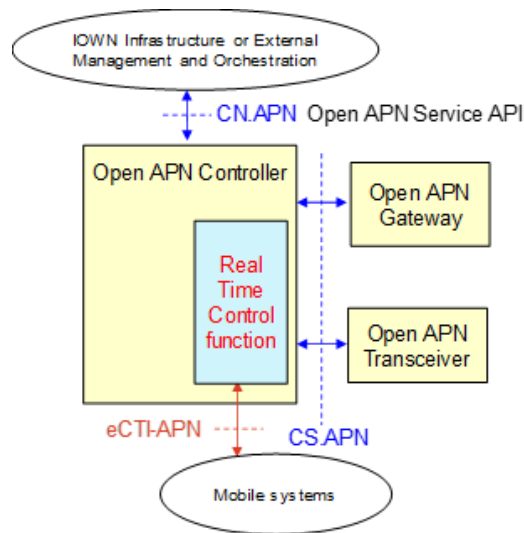 IOWN Infrastructure or External
Management and Orchestration
CN.APN Open APN Service API
Open APN Controller
Open APN
Gateway
Real
Time
Control
function
Open APN
Transceiver
eCTI-APN
CS.APN
Mobile systems